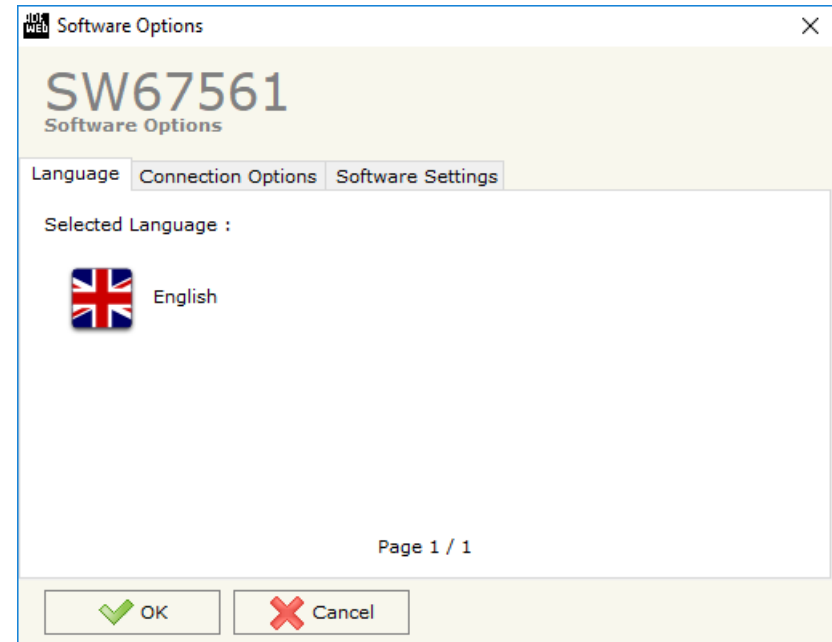 Software Options
SW67561
Software Options
Language Connection Options Software Settings
Selected Language :
English
Page 1 / 1
OK Cancel